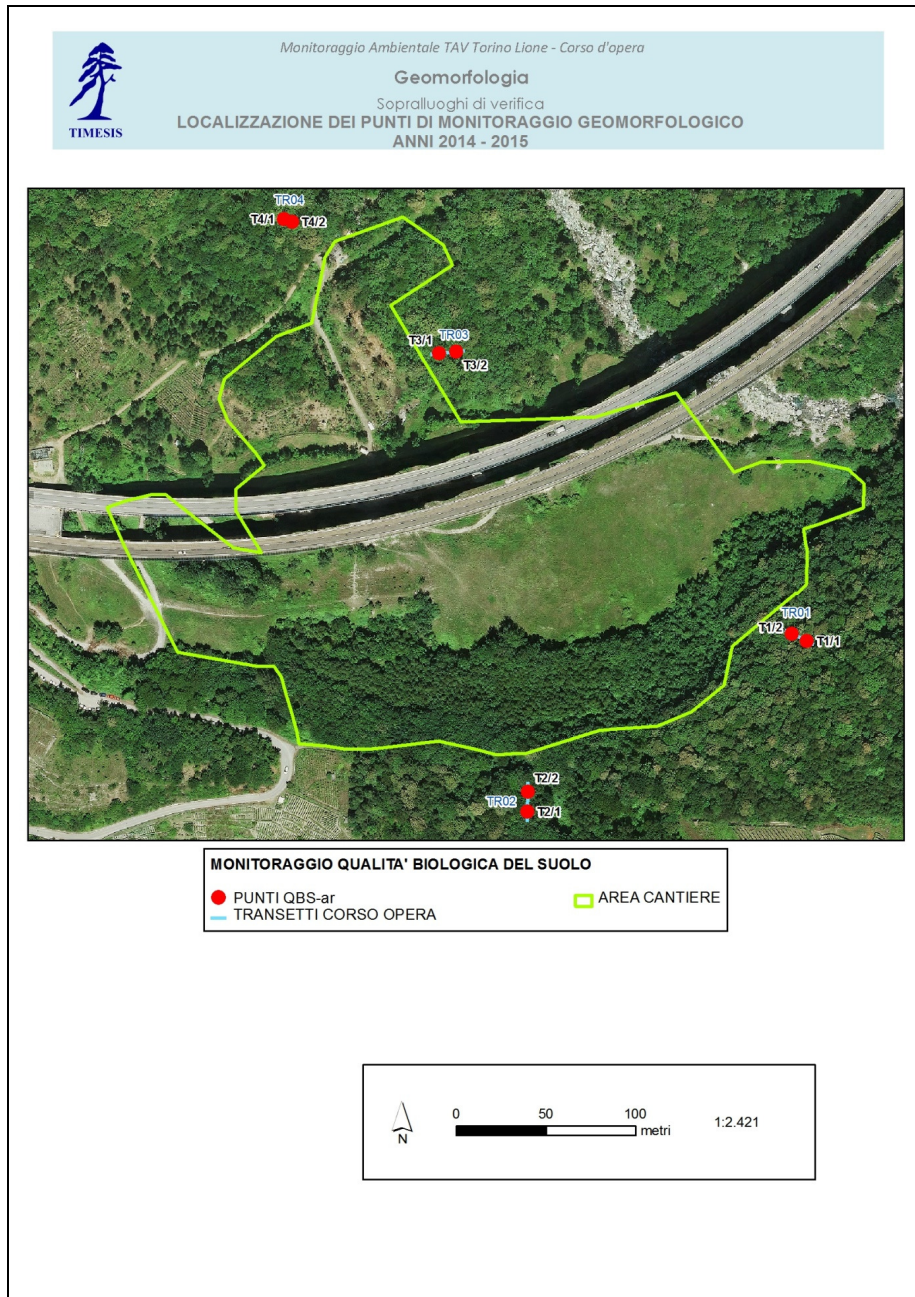 Monitoraggio Ambientale TAV Torino Lione - Corso d'opera
Geomorfologia
Sopralluoghi di verifica
LOCALIZZAZIONE DEI PUNTI DI MONITORAGGIO GEOMORFOLOGICO
ANNI 2014 - 2015
TIMESIS
TR04
T4/1
T4/2
T3/1
TR03
T3/2
TR01
T1/2
T1/1
T2/2
TR02
T2/1
MONITORAGGIO QUALITA' BIOLOGICA DEL SUOLO
PUNTI QBS-ar
AREA CANTIERE
TRANSETTI CORSO OPERA
0 50 100
metri
1:2.421
N